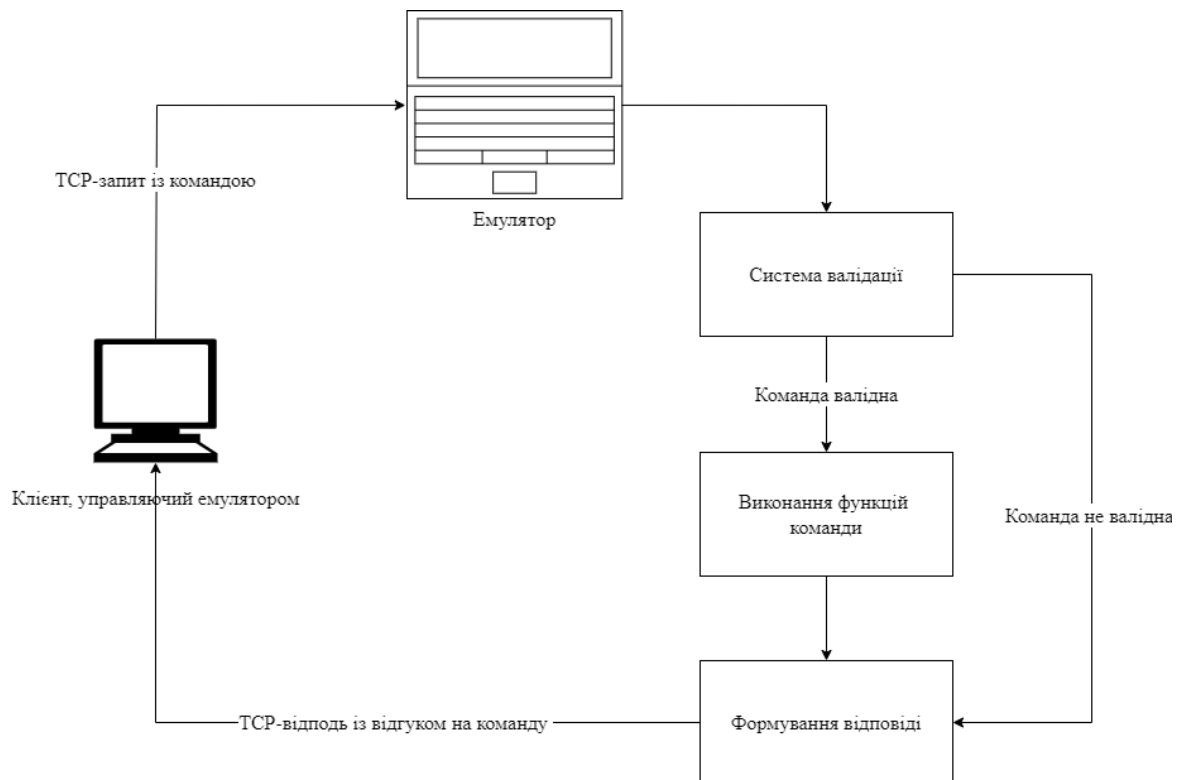 TCP-запит із командою
Емулятор
Система валідації
Команда валідна
Клієнт, управляючий емулятором
Виконання функцій
команди
Команда не валідна
TCP-відподь із відгуком на команду
Формування відповіді